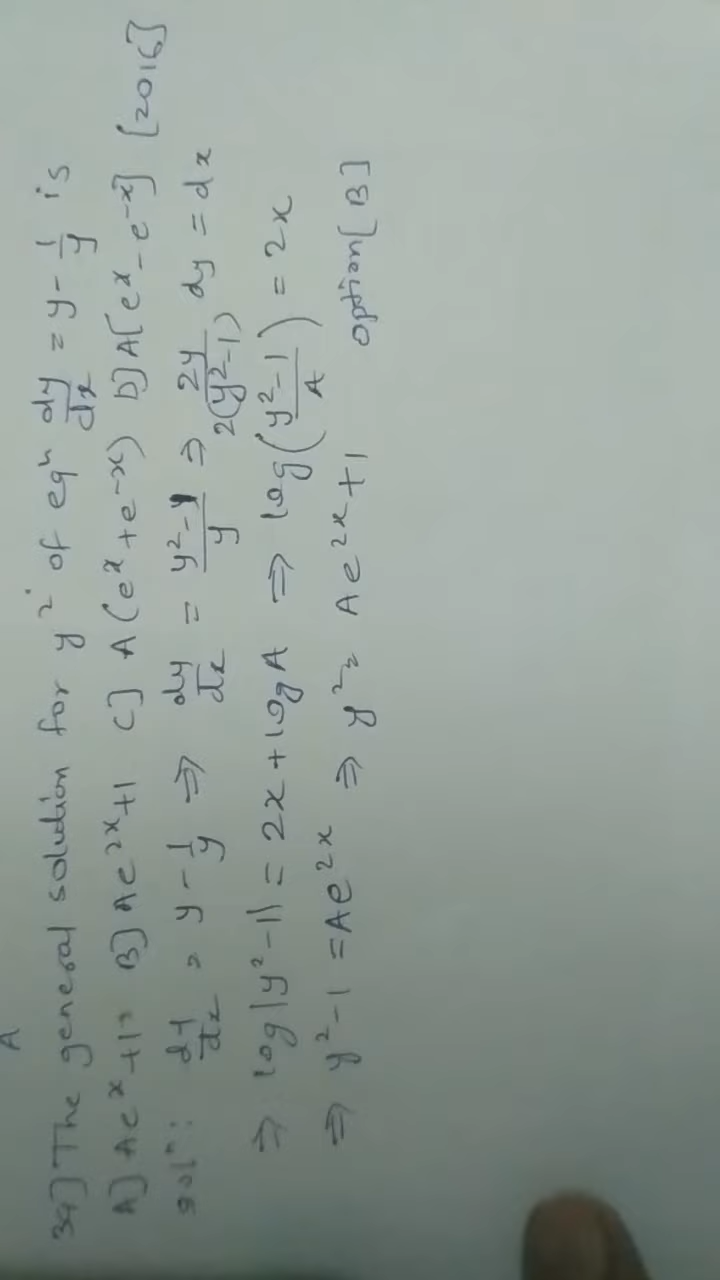 A
34) The general solution for y² of eqⁿ dy/dx = y - 1/y is
A] Ae^x +1 B] Ae^2x +1 C] A(e^x + e^-x) D] A[e^x - e^-x] [2016]
solⁿ: dy/dx = y - 1/y ⇒ dy/dx = y²-1/y ⇒ 2y/2(y²-1) dy = dx
⇒ log|y²-1| = 2x + log A ⇒ log(y²-1/A) = 2x
⇒ y²-1 = Ae^2x ⇒ y² = Ae^2x +1 option[B]